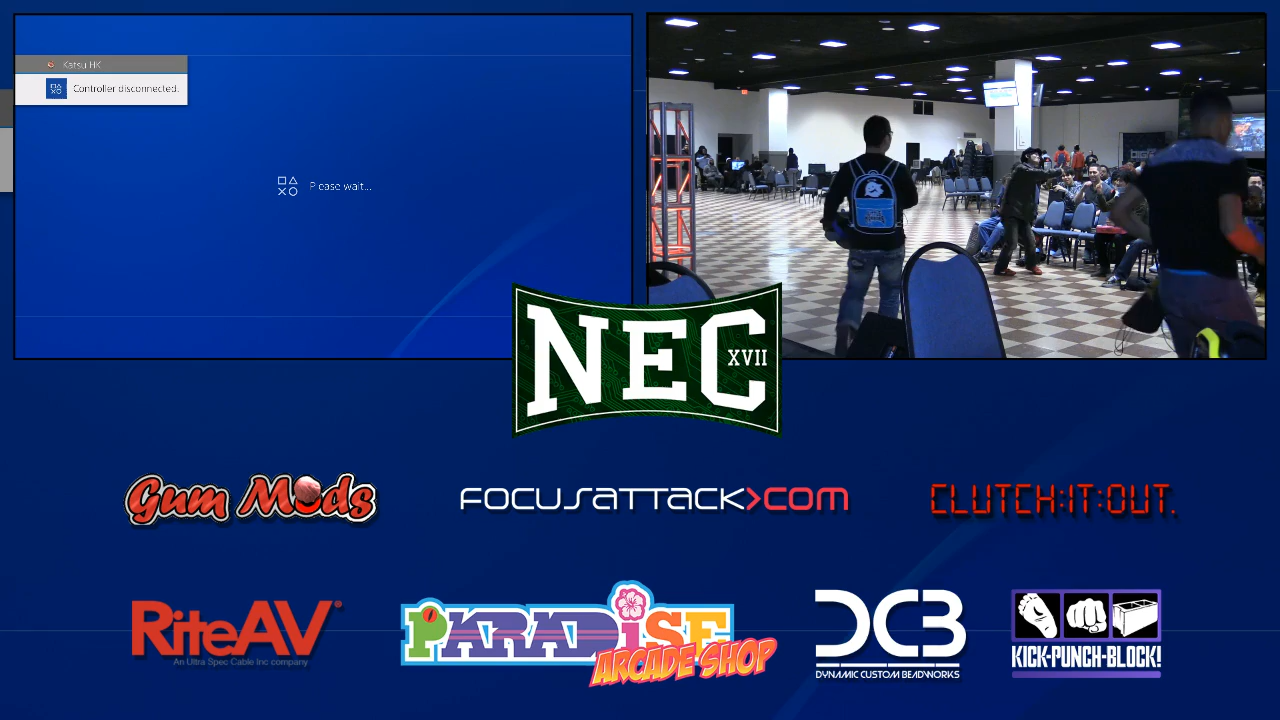 Katsu HK
Controller disconnected.
Please wait...
NEC
XVII
Gum Mods
FOCUSATTACK>COM
CLUTCH:IT:OUT.
RiteAV®
An Ultra Spec Cable Inc company
PARADiSE
ARCADE SHOP
DCB
DYNAMIC CUSTOM BEADWORKS
KICK-PUNCH-BLOCK!